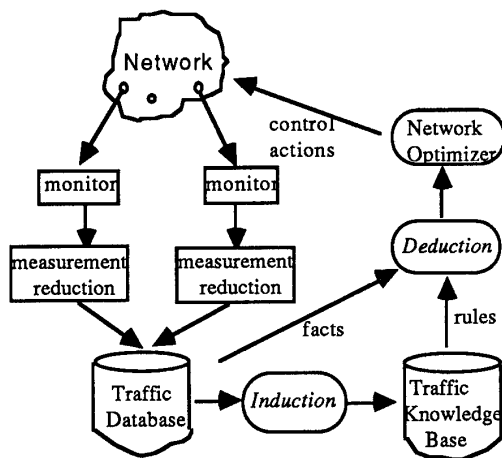 Network
control
actions
Network
Optimizer
monitor
monitor
Deduction
measurement
reduction
measurement
reduction
facts
rules
Traffic
Database
Induction
Traffic
Knowledge
Base